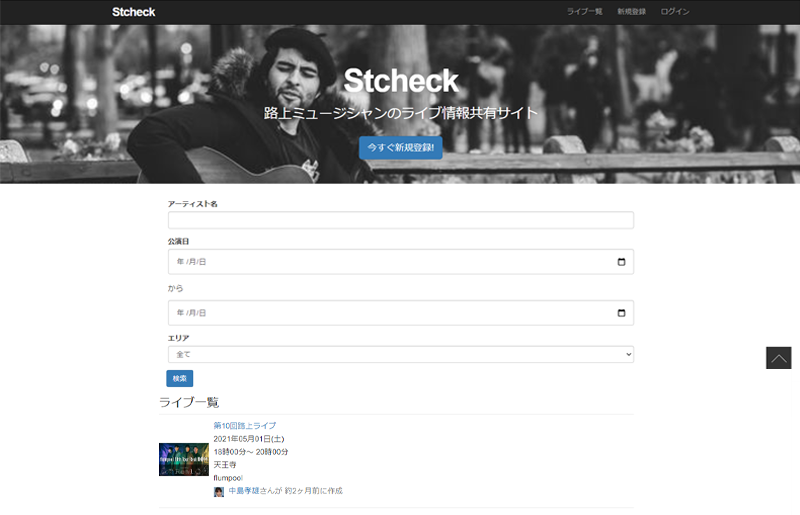 Stcheck
ライブ一覧 新規登録 ログイン
Stcheck
路上ミュージシャンのライブ情報共有サイト
今すぐ新規登録!
アーティスト名
公演日
年 /月/日
から
年 /月/日
エリア
全て
検索
ライブ一覧
第10回路上ライブ
2021年05月01日(土)
18時00分〜 20時00分
天王寺
flumpool
中島孝雄さんが 約2ヶ月前に作成